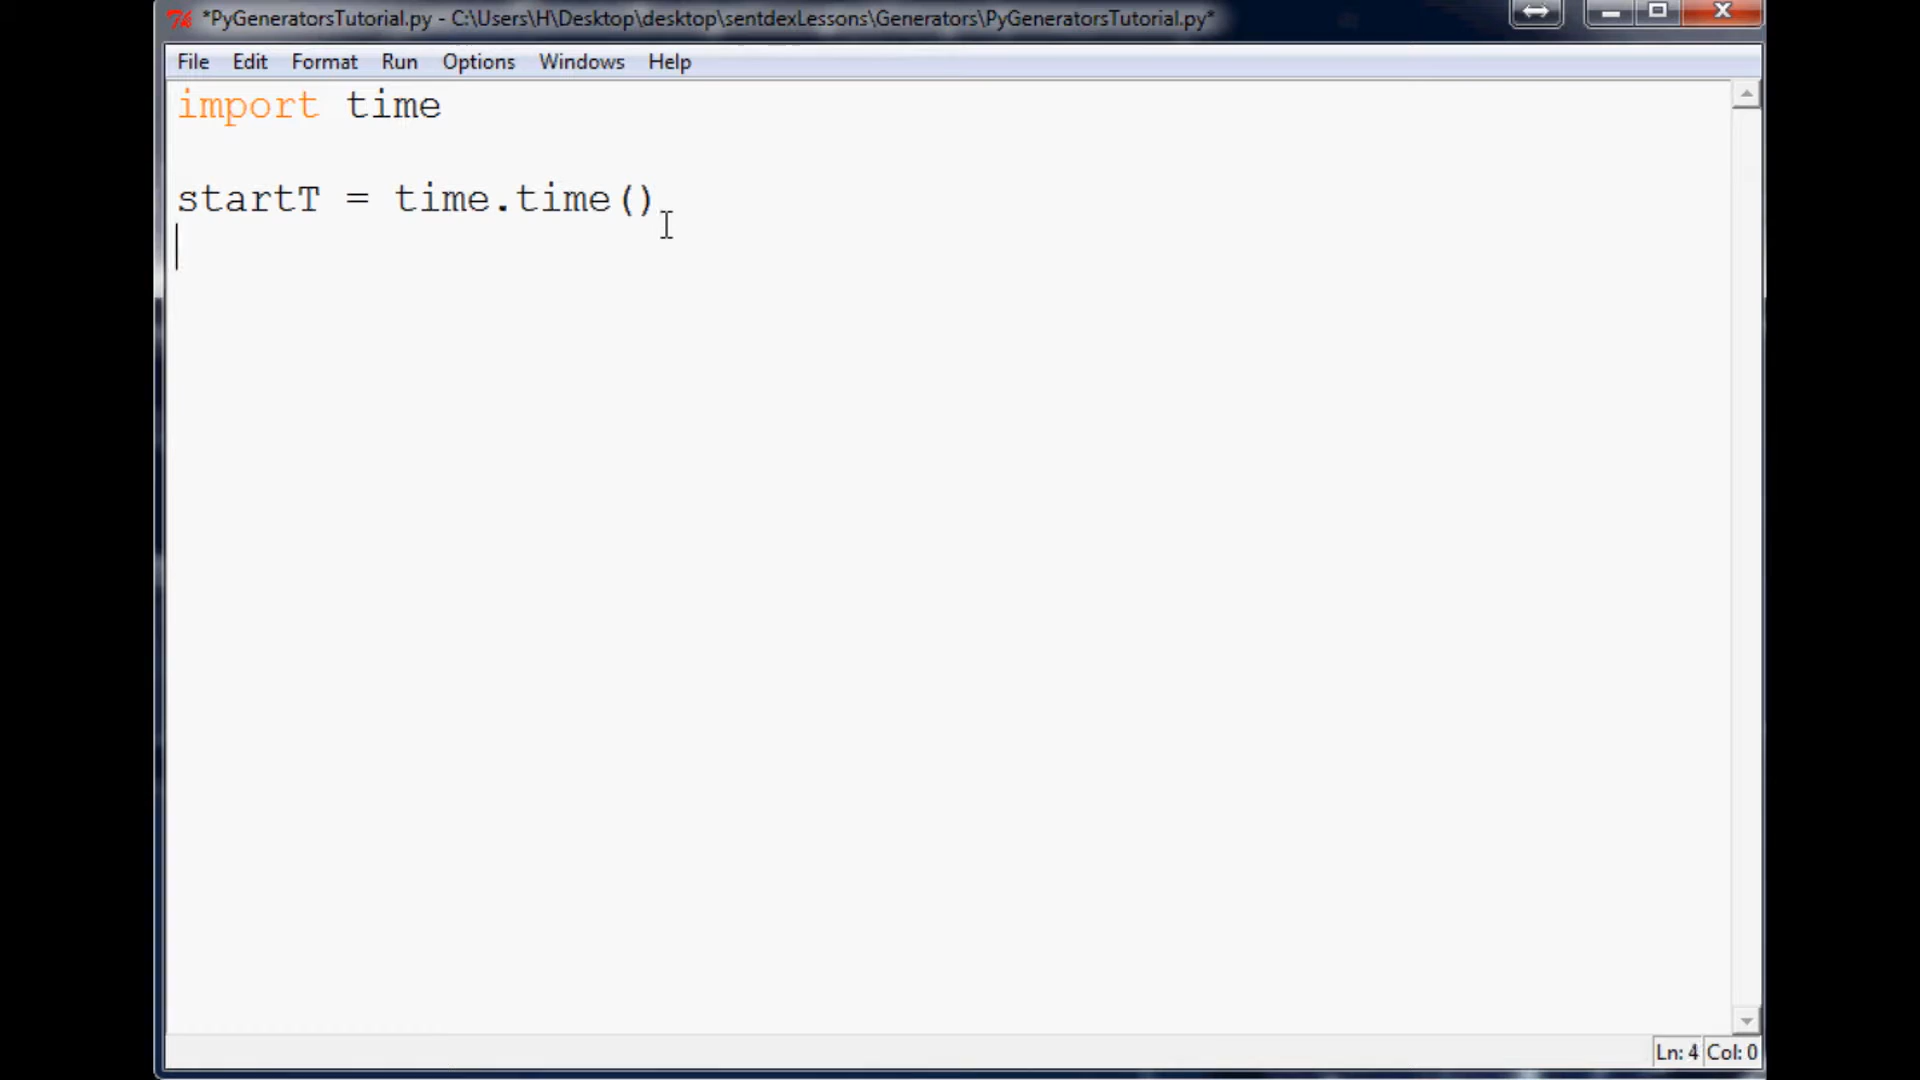 *PyGeneratorsTutorial.py - C:\Users\H\Desktop\desktop\sentdexLessons\Generators\PyGeneratorsTutorial.py*
File Edit Format Run Options Windows Help
import time
startT = time.time()
Ln: 4 Col: 0